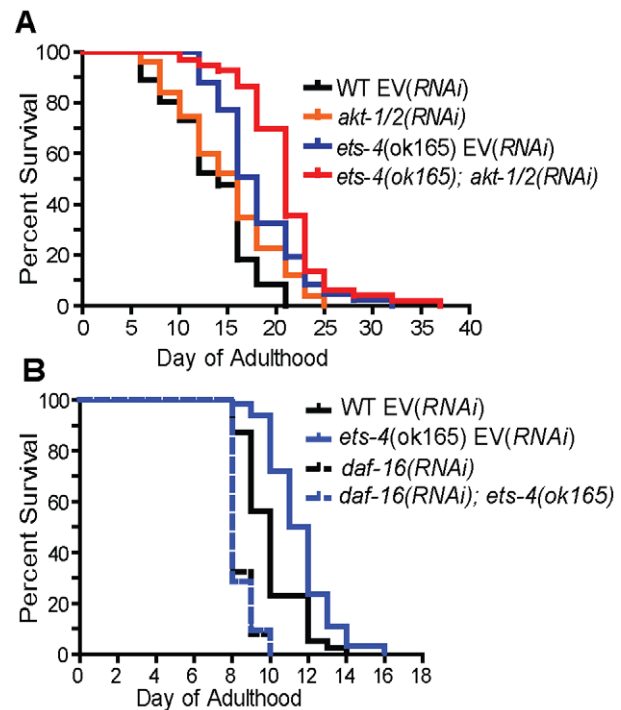 A
Percent Survival
100
80
60
40
20
0
0 5 10 15 20 25 30 35 40
Day of Adulthood
WT EV(RNAi)
akt-1/2(RNAi)
ets-4(ok165) EV(RNAi)
ets-4(ok165); akt-1/2(RNAi)
B
Percent Survival
100
80
60
40
20
0
0 2 4 6 8 10 12 14 16 18
Day of Adulthood
WT EV(RNAi)
ets-4(ok165) EV(RNAi)
daf-16(RNAi)
daf-16(RNAi); ets-4(ok165)